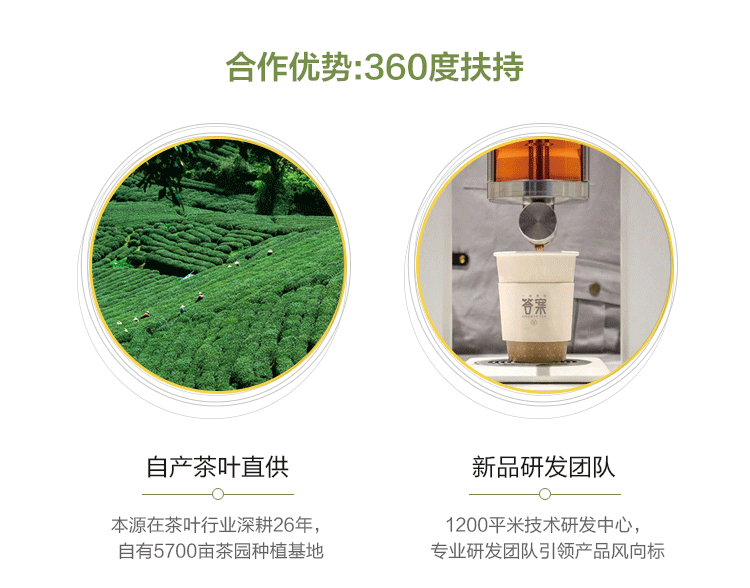 合作优势:360度扶持
答案
自产茶叶直供
新品研发团队
本源在茶叶行业深耕26年，
自有5700亩茶园种植基地
1200平米技术研发中心，
专业研发团队引领产品风向标